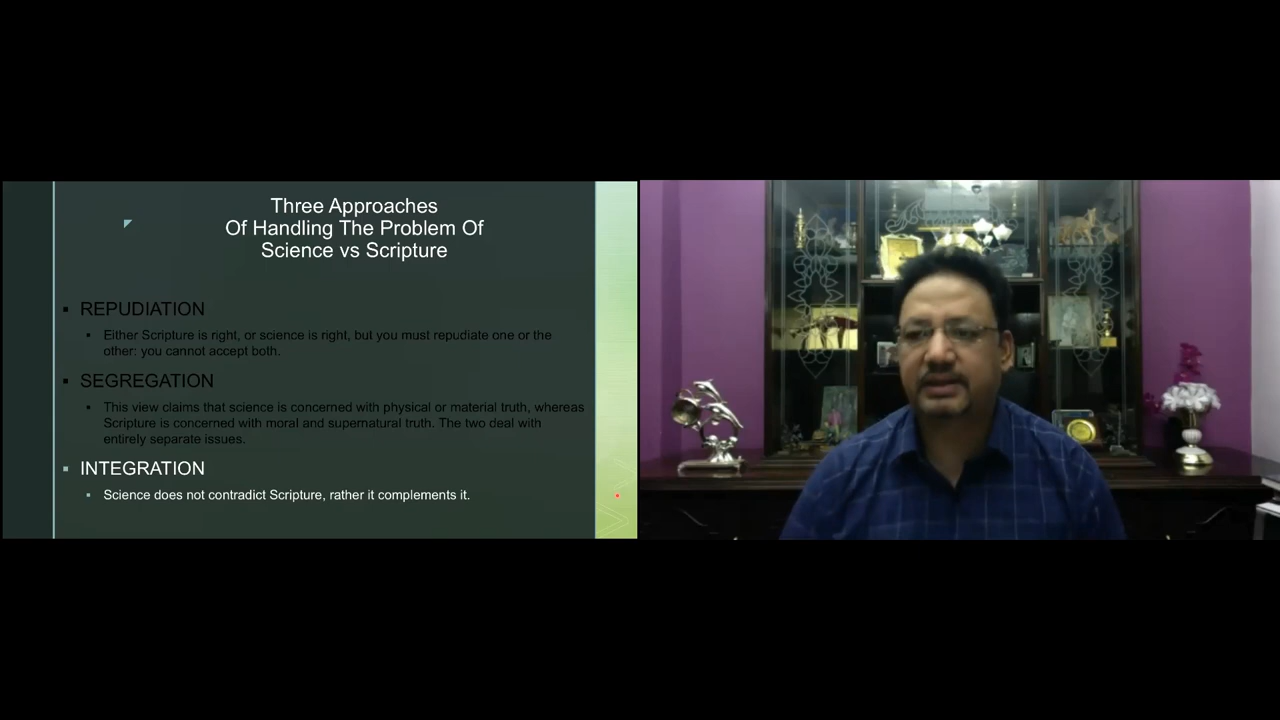 Three Approaches
Of Handling The Problem Of
Science vs Scripture
▪ REPUDIATION
▪ Either Scripture is right, or science is right, but you must repudiate one or the
other: you cannot accept both.
▪ SEGREGATION
▪ This view claims that science is concerned with physical or material truth, whereas
Scripture is concerned with moral and supernatural truth. The two deal with
entirely separate issues.
▪ INTEGRATION
▪ Science does not contradict Scripture, rather it complements it.